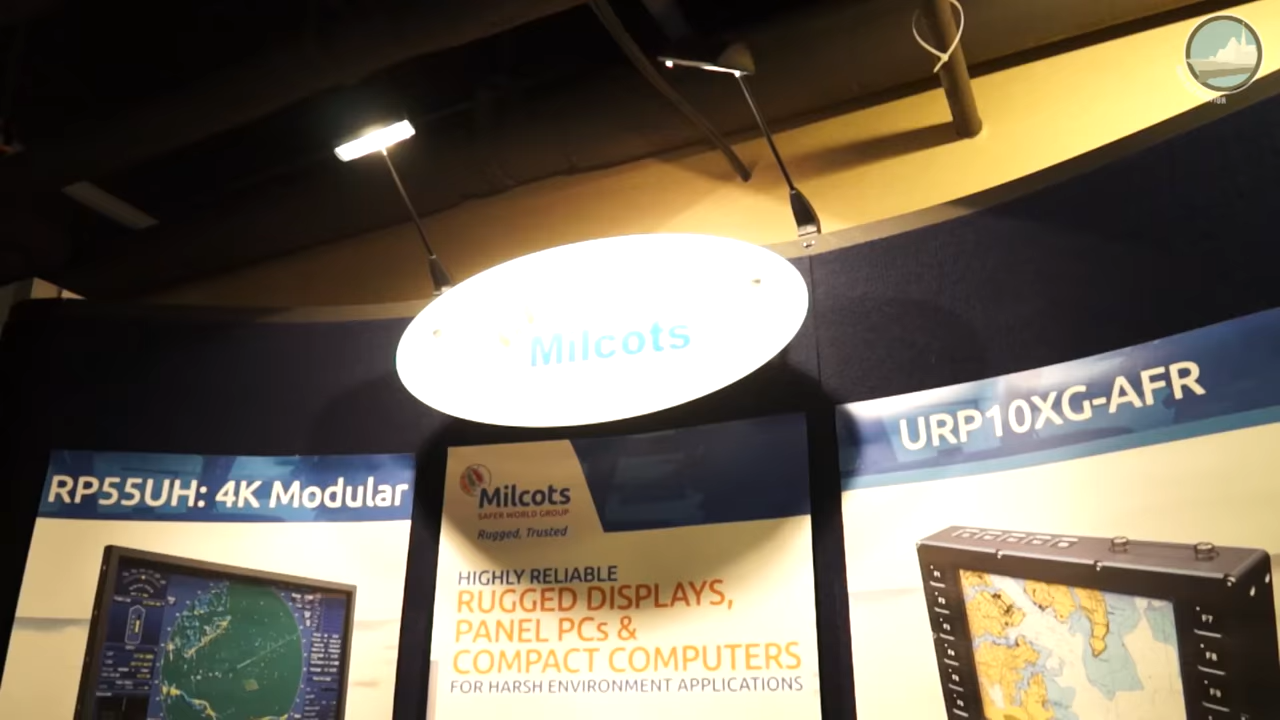 Milcots
RP55UH: 4K Modular
Milcots
SAFER WORLD GROUP
Rugged, Trusted
HIGHLY RELIABLE
RUGGED DISPLAYS,
PANEL PCs &
COMPACT COMPUTERS
FOR HARSH ENVIRONMENT APPLICATIONS
URP10XG-AFR
F7
F8
F9